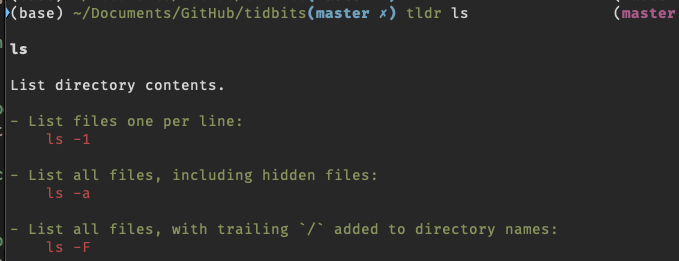 (base) ~/Documents/GitHub/tidbits(master ✗) tldr ls (master
ls
List directory contents.
- List files one per line:
ls -1
- List all files, including hidden files:
ls -a
- List all files, with trailing `/` added to directory names:
ls -F